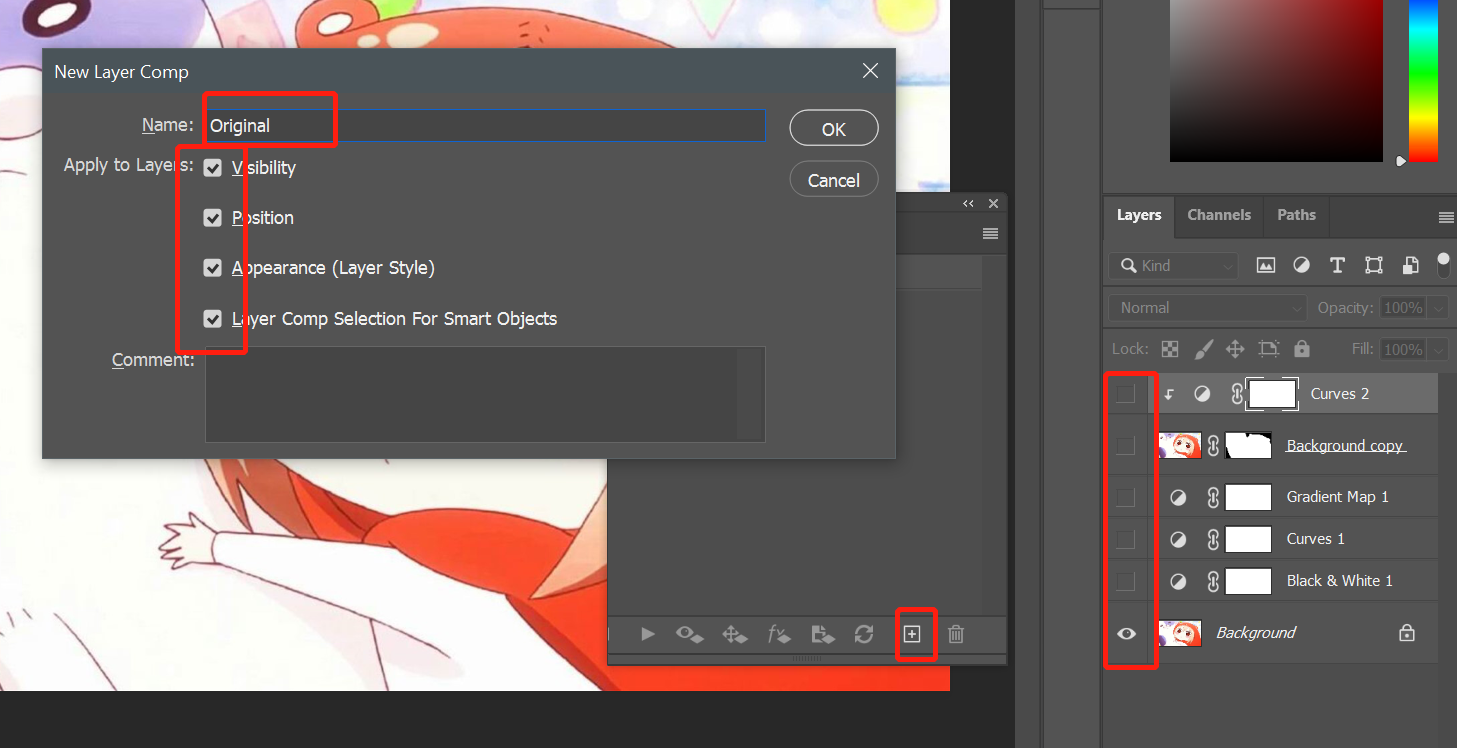 New Layer Comp
Name: Original
OK
Apply to Layers: Visibility
Cancel
Position
Appearance (Layer Style)
Layer Comp Selection For Smart Objects
Comment:
Layers Channels Paths
Kind
Normal Opacity: 100%
Lock: Fill: 100%
Curves 2
Background copy
Gradient Map 1
Curves 1
Black & White 1
Background